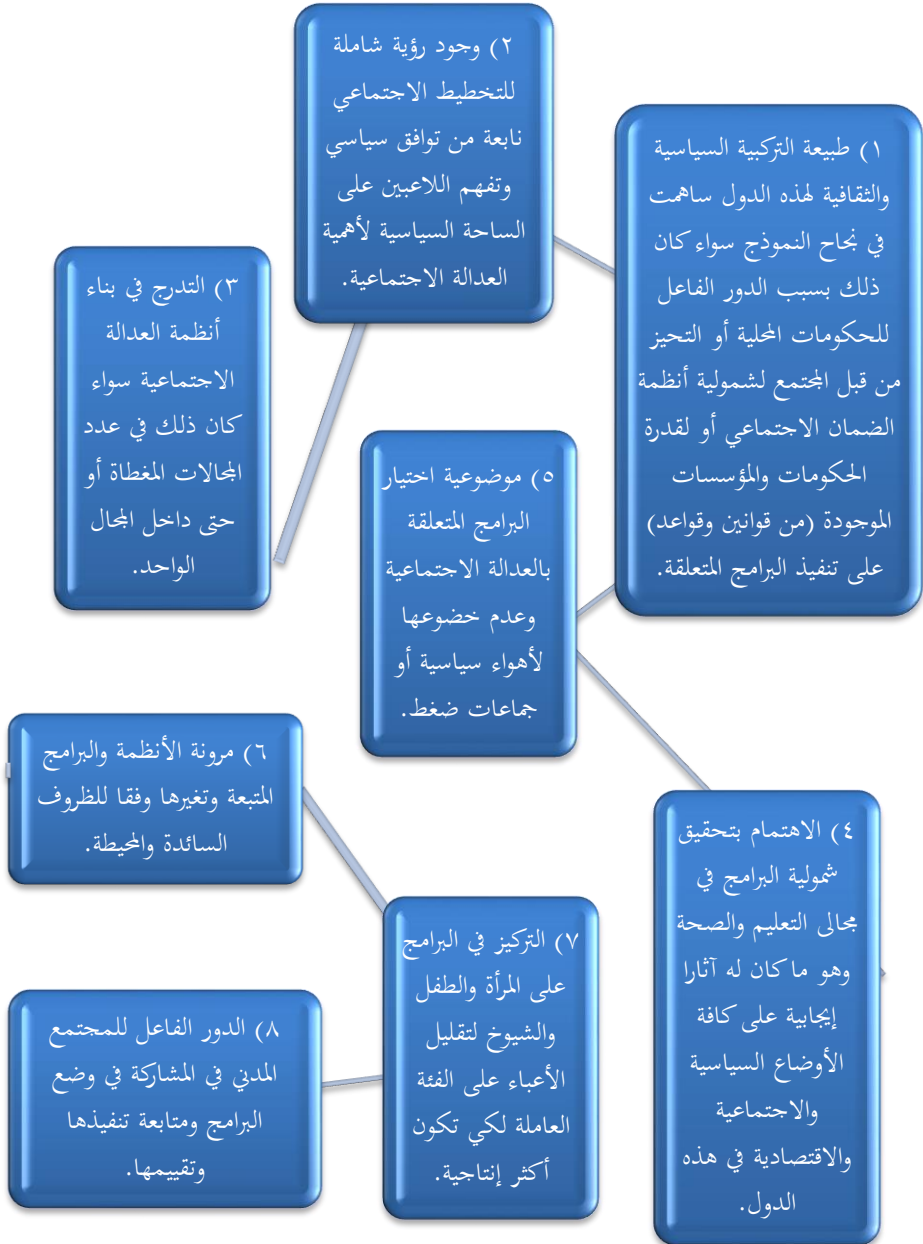 ١) طبيعة التركيبة السياسية
والثقافية لهذه الدول ساهمت
في نجاح النموذج سواء كان
ذلك بسبب الدور الفاعل
للحكومات المحلية أو التحيز
من قبل المجتمع لشمولية أنظمة
الضمان الاجتماعي أو لقدرة
الحكومات والمؤسسات
الموجودة (من قوانين وقواعد)
على تنفيذ البرامج المتعلقة.
٢) وجود رؤية شاملة
للتخطيط الاجتماعي
نابعة من توافق سياسي
وتفهم اللاعبين على
الساحة السياسية لأهمية
العدالة الاجتماعية.
٣) التدرج في بناء
أنظمة العدالة
الاجتماعية سواء
كان ذلك في عدد
المجالات المغطاة أو
حتى داخل المجال
الواحد.
٤) الاهتمام بتحقيق
شمولية البرامج في
مجالى التعليم والصحة
وهو ما كان له آثارا
إيجابية على كافة
الأوضاع السياسية
والاجتماعية
والاقتصادية في هذه
الدول.
٥) موضوعية اختيار
البرامج المتعلقة
بالعدالة الاجتماعية
وعدم خضوعها
لأهواء سياسية أو
جماعات ضغط.
٦) مرونة الأنظمة والبرامج
المتبعة وتغيرها وفقا للظروف
السائدة والمحيطة.
٧) التركيز في البرامج
على المرأة والطفل
والشيوخ لتقليل
الأعباء على الفئة
العاملة لكي تكون
أكثر إنتاجية.
٨) الدور الفاعل للمجتمع
المدني في المشاركة في وضع
البرامج ومتابعة تنفيذها
وتقييمها.